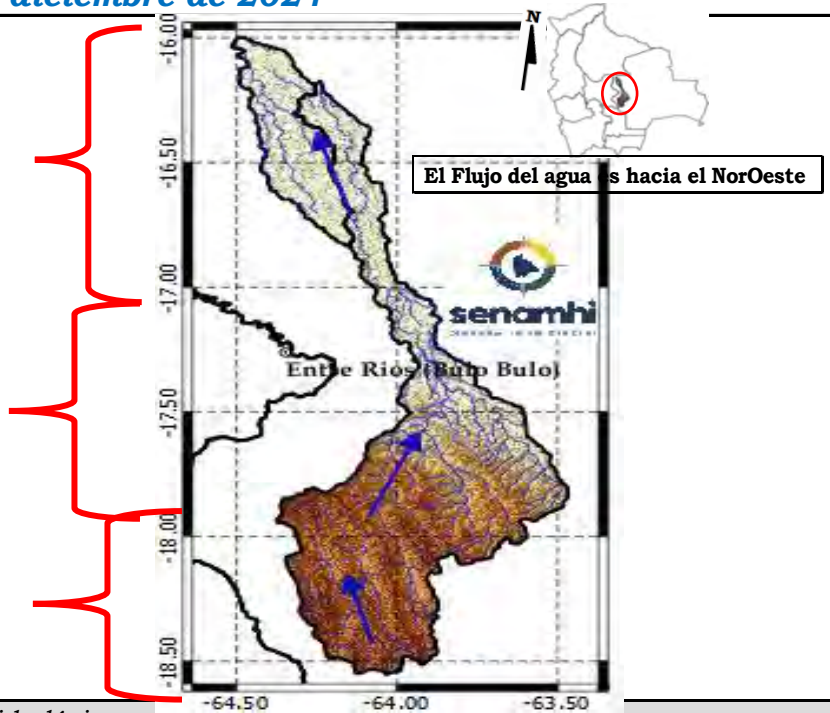 diciembre de 2024
N
El Flujo del agua es hacia el NorOeste
senamhi
Entre Rios (Bulo Bulo)
-16.00
-16.50
-17.00
-17.50
-18.00
-18.50
-64.50
-64.00
-63.50